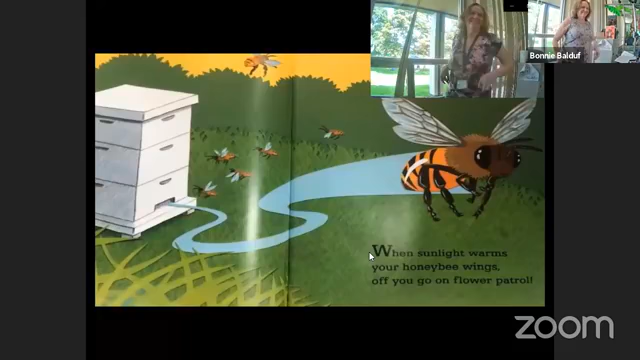 Bonnie Balduf
When sunlight warms
your honeybee wings,
off you go on flower patrol!
zoom